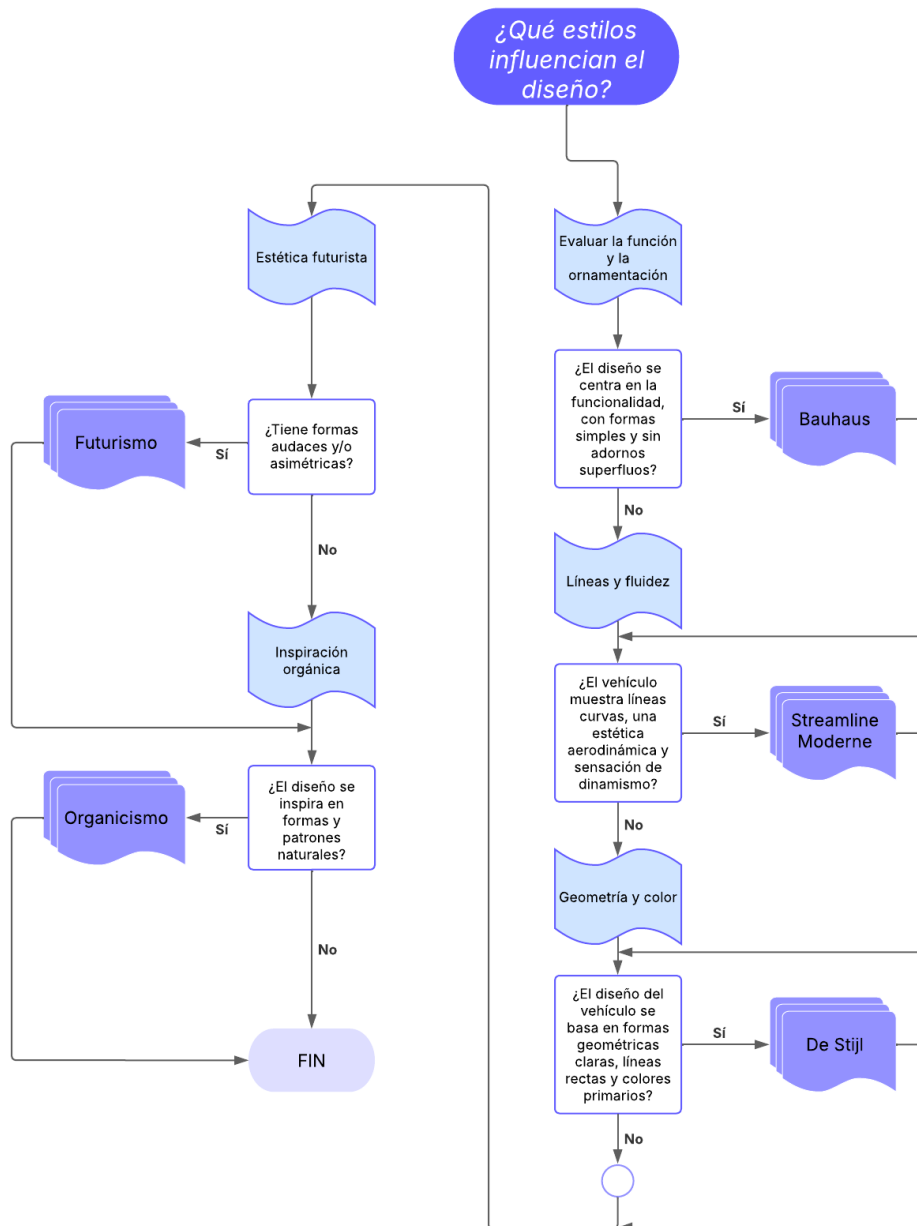 ¿Qué estilos
influencian el
diseño?
Evaluar la función
y la
ornamentación
¿El diseño se
centra en la
funcionalidad,
con formas
simples y sin
adornos
superfluos?
Sí
Bauhaus
No
Líneas y fluidez
¿El vehículo
muestra líneas
curvas, una
estética
aerodinámica y
sensación de
dinamismo?
Sí
Streamline
Moderne
No
Geometría y color
¿El diseño del
vehículo se
basa en formas
geométricas
claras, líneas
rectas y colores
primarios?
Sí
De Stijl
No
Estética futurista
¿Tiene formas
audaces y/o
asimétricas?
Sí
Futurismo
No
Inspiración
orgánica
¿El diseño se
inspira en
formas y
patrones
naturales?
Sí
Organicismo
No
FIN